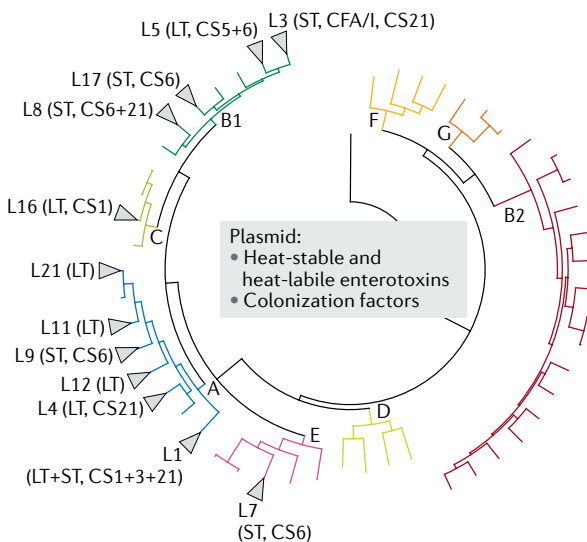 L3 (ST, CFA/I, CS21)
L5 (LT, CS5+6)
L17 (ST, CS6)
L8 (ST, CS6+21)
B1
F
G
B2
L16 (LT, CS1)
C
Plasmid:
• Heat-stable and
heat-labile enterotoxins
• Colonization factors
L21 (LT)
L11 (LT)
L9 (ST, CS6)
L12 (LT)
A
L4 (LT, CS21)
D
E
L1
(LT+ST, CS1+3+21)
L7
(ST, CS6)